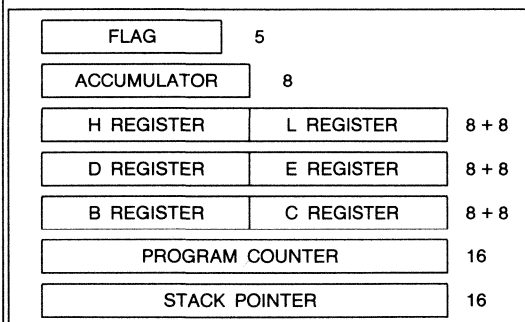 FLAG 5
ACCUMULATOR 8
H REGISTER L REGISTER 8 + 8
D REGISTER E REGISTER 8 + 8
B REGISTER C REGISTER 8 + 8
PROGRAM COUNTER 16
STACK POINTER 16